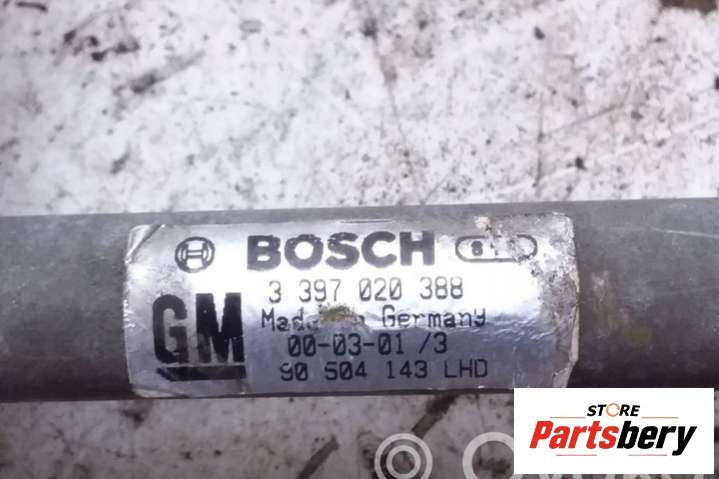 BOSCH
3 397 020 388
GM
Germany
00-03-01 /3
90 504 143 LHD
STORE
Partsbery